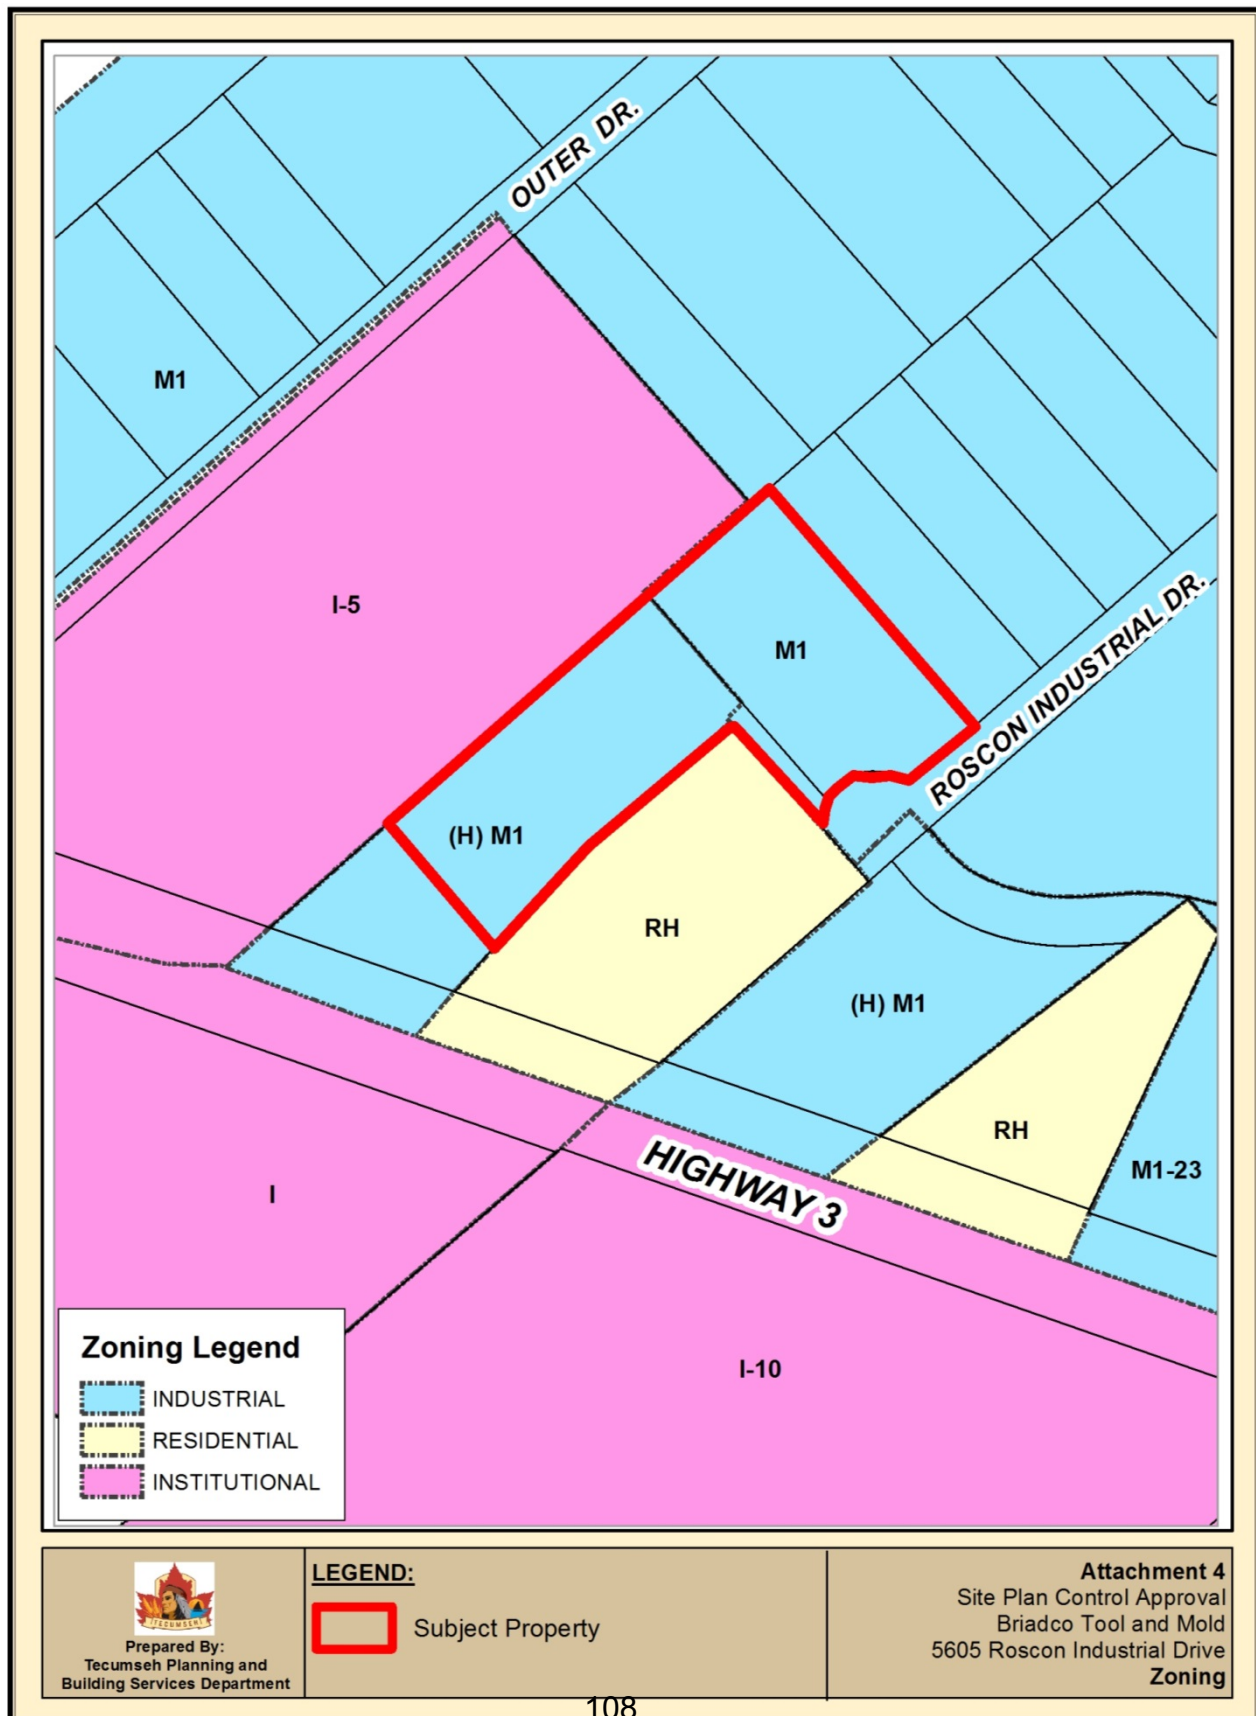 OUTER DR.
M1
I-5
M1
ROSCON INDUSTRIAL DR.
(H) M1
RH
(H) M1
RH
M1-23
HIGHWAY 3
I
I-10
Zoning Legend
INDUSTRIAL
RESIDENTIAL
INSTITUTIONAL
TECUMSEH
Prepared By:
Tecumseh Planning and
Building Services Department
LEGEND:
Subject Property
Attachment 4
Site Plan Control Approval
Briadco Tool and Mold
5605 Roscon Industrial Drive
Zoning
108